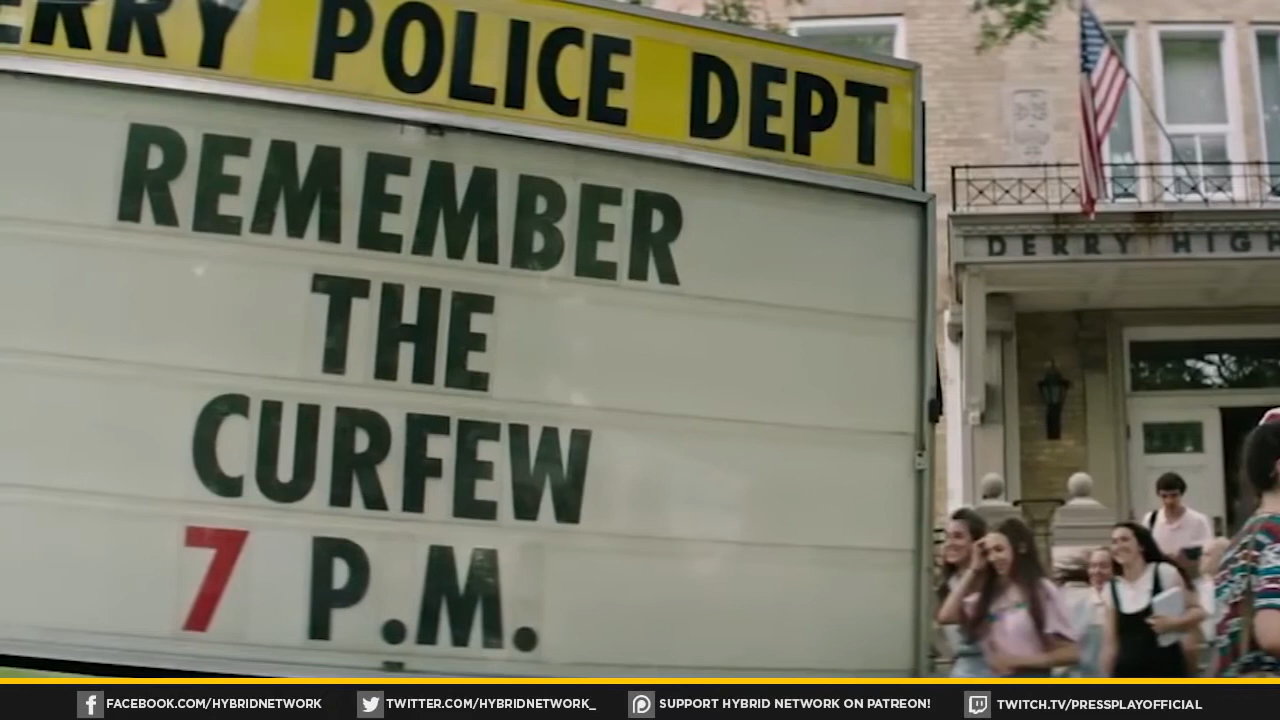 ERRY POLICE DEPT
REMEMBER
THE
CURFEW
7 P.M.
DERRY HIGH
FACEBOOK.COM/HYBRIDNETWORK
TWITTER.COM/HYBRIDNETWORK_
SUPPORT HYBRID NETWORK ON PATREON!
TWITCH.TV/PRESSPLAYOFFICIAL